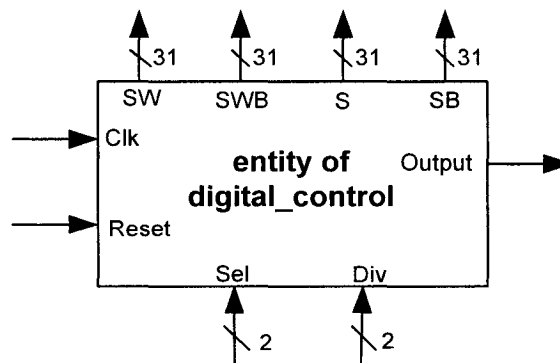 31 31 31 31
SW SWB S SB
Clk
entity of
Output
digital_control
Reset
Sel Div
2 2